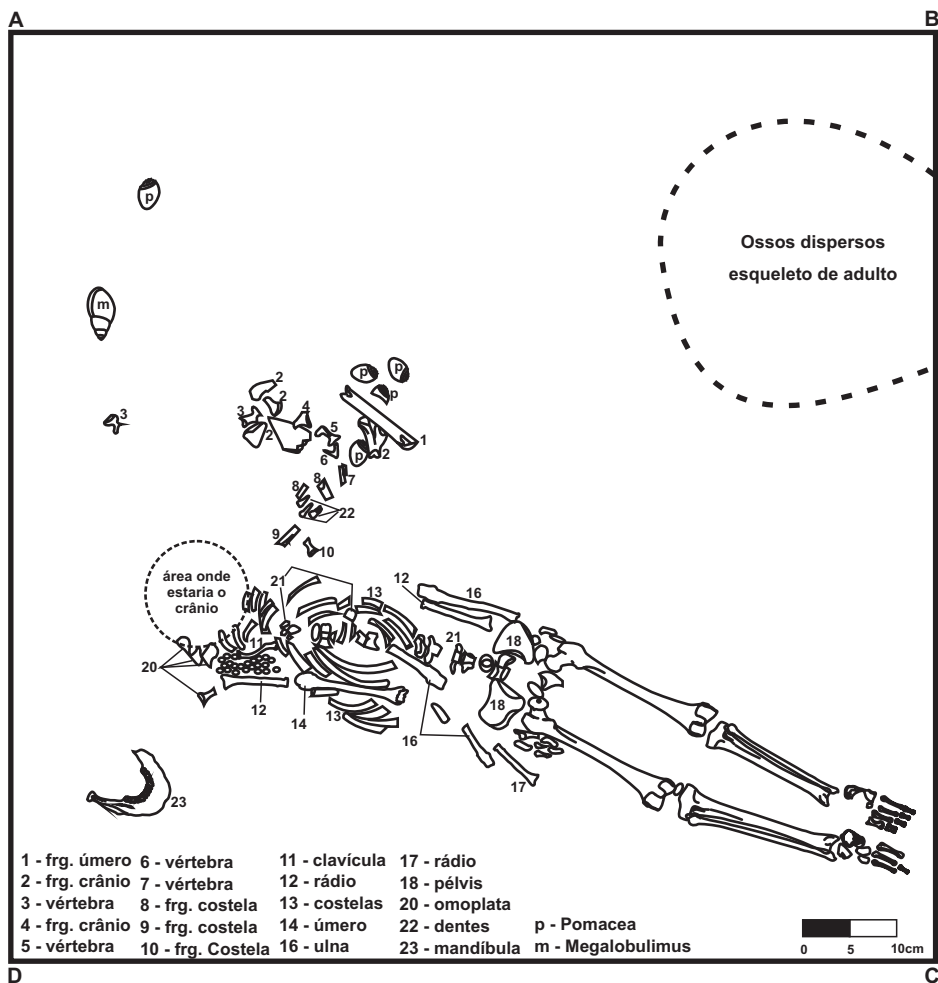 A
B
Ossos dispersos
esqueleto de adulto
p
m
3
2
2
3
2
4
5
6
p
p
p
p
2
1
7
8
8
22
9
10
área onde
estaria o
crânio
21
13
12
16
11
21
18
20
12
14
13
18
16
17
23
1 - frg. úmero
2 - frg. crânio
3 - vértebra
4 - frg. crânio
5 - vértebra
6 - vértebra
7 - vértebra
8 - frg. costela
9 - frg. costela
10 - frg. Costela
11 - clavícula
12 - rádio
13 - costelas
14 - úmero
16 - ulna
17 - rádio
18 - pélvis
20 - omoplata
22 - dentes
23 - mandíbula
p - Pomacea
m - Megalobulimus
0 5 10cm
D
C